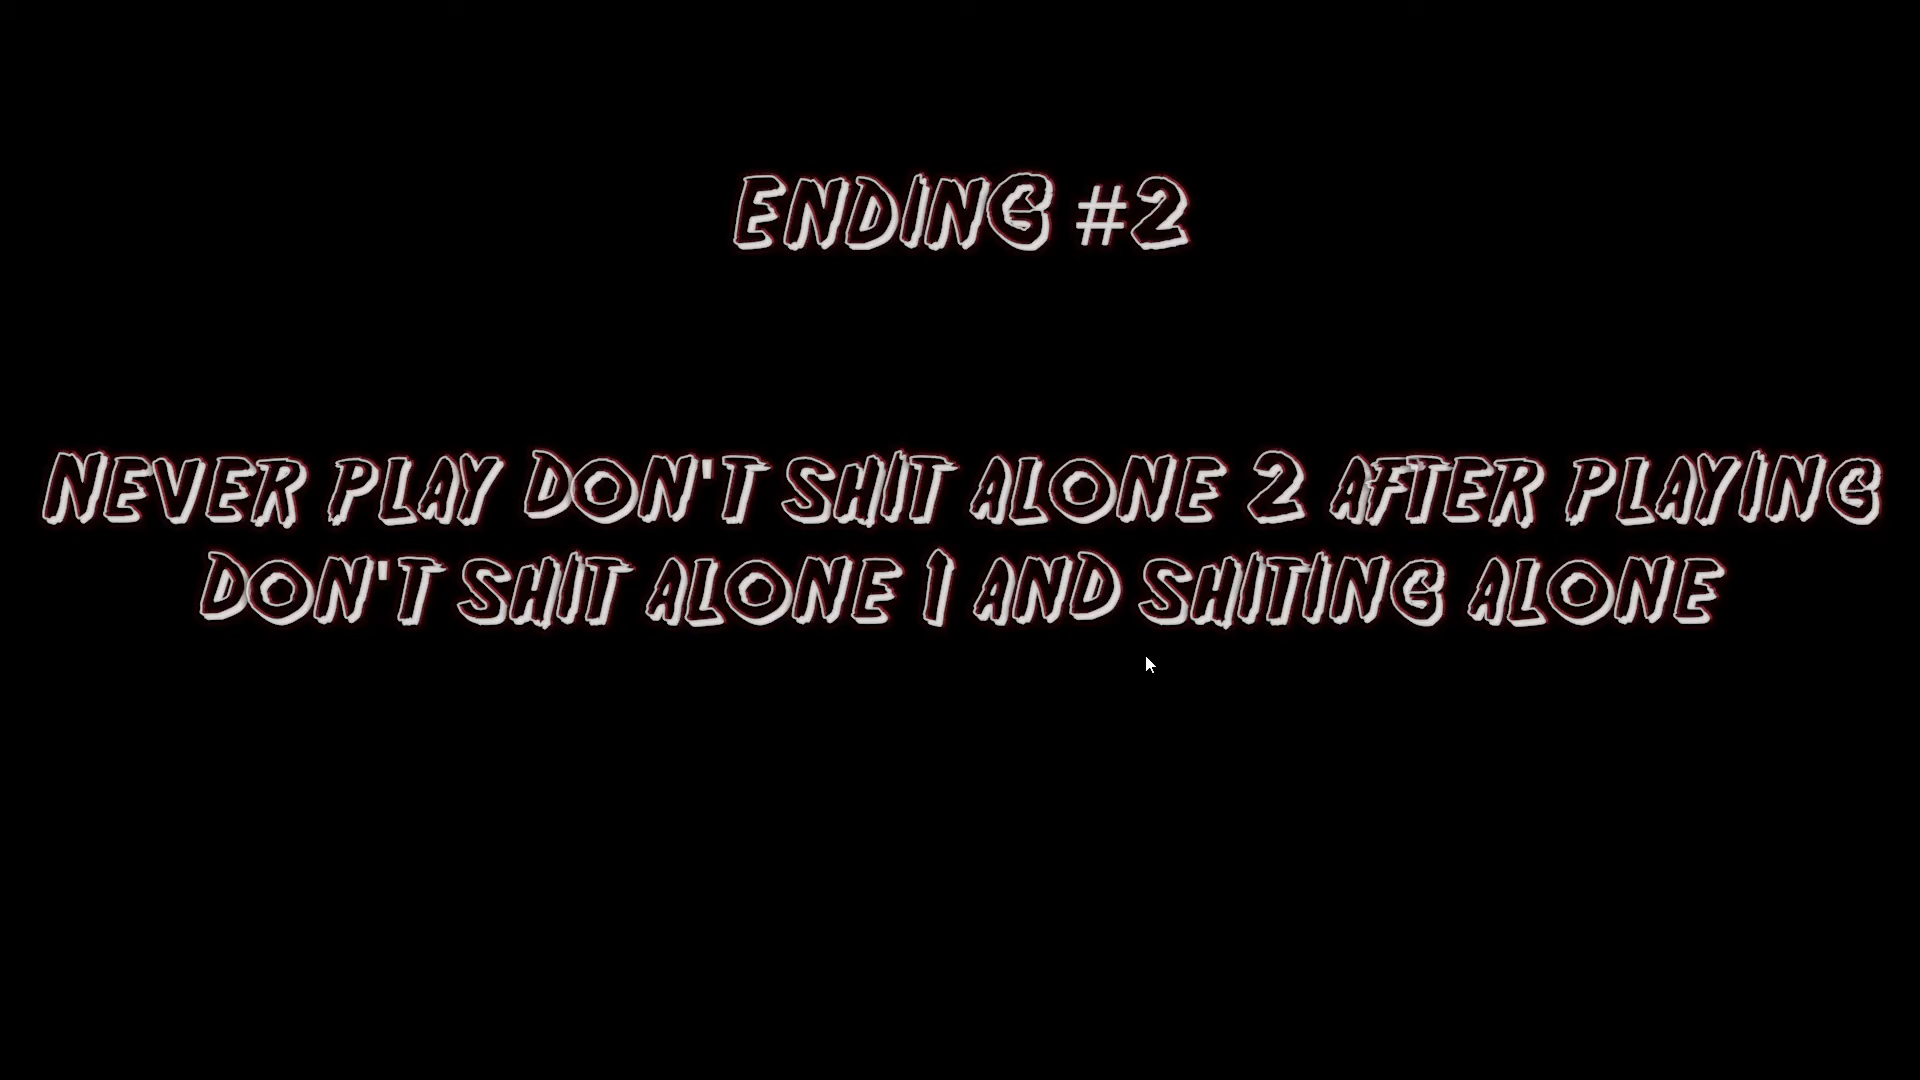 ENDING #2
NEVER PLAY DON'T SHIT ALONE 2 AFTER PLAYING
DON'T SHIT ALONE 1 AND SHITING ALONE